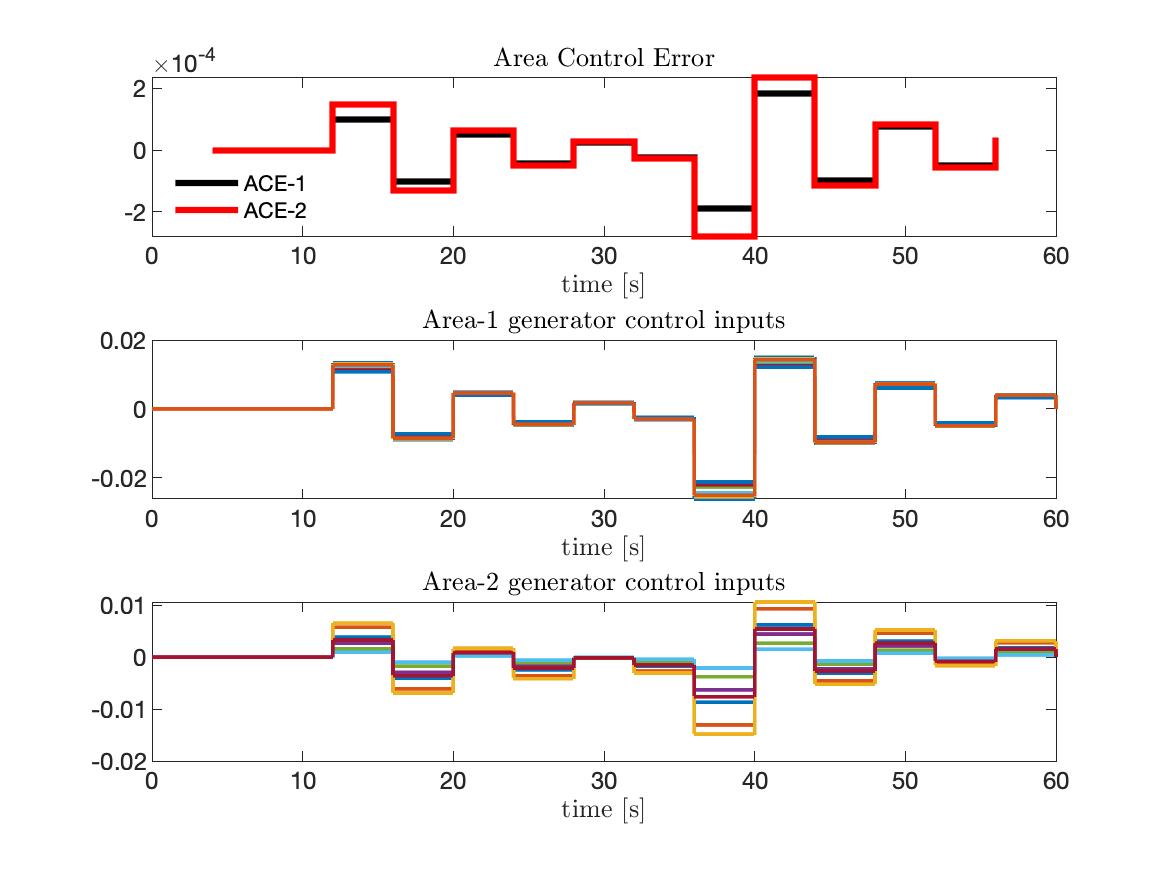 Area Control Error
×10-4
2
0
-2
ACE-1
ACE-2
0 10 20 30 40 50 60
time [s]
Area-1 generator control inputs
0.02
0
-0.02
0 10 20 30 40 50 60
time [s]
Area-2 generator control inputs
0.01
0
-0.01
-0.02
0 10 20 30 40 50 60
time [s]